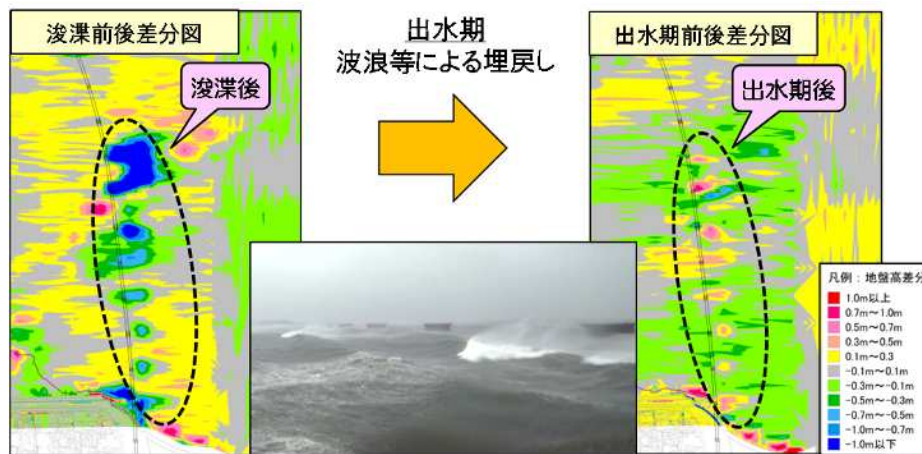 浚渫前後差分図
浚渫後
出水期
波浪等による埋戻し
出水期前後差分図
出水期後
凡例：地盤高差分
1.0m以上
0.7m～1.0m
0.5m～0.7m
0.3m～0.5m
0.1m～0.3
-0.1m～0.1m
-0.3m～-0.1m
-0.5m～-0.3m
-0.7m～-0.5m
-1.0m～-0.7m
-1.0m以下